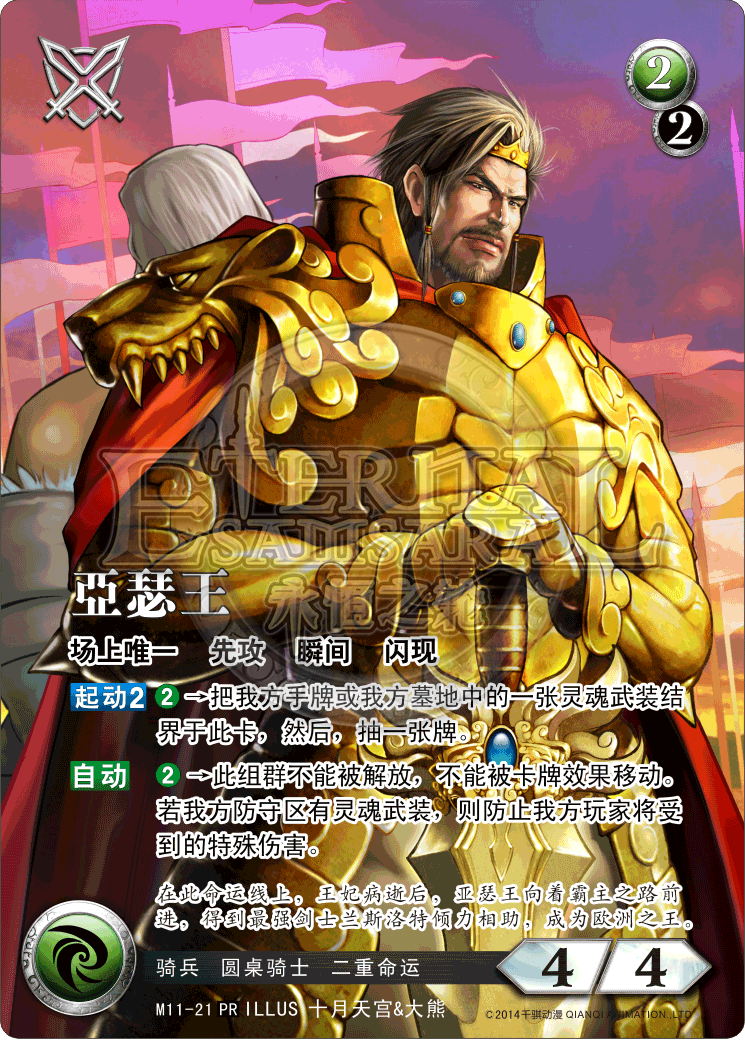 2
2
ETERNAL
SAMSARA
永恒之轮
亞瑟王
场上唯一 先攻 瞬间 闪现
起动2 2→把我方手牌或我方墓地中的一张灵魂武装结
界于此卡，然后，抽一张牌。
自动 2→此组群不能被解放，不能被卡牌效果移动。
若我方防守区有灵魂武装，则防止我方玩家将受
到的特殊伤害。
在此命运线上，王妃病逝后，亚瑟王向着霸主之路前
进，得到最强剑士兰斯洛特倾力相助，成为欧洲之王。
骑兵 圆桌骑士 二重命运 4 4
M11-21 PR ILLUS 十月天宫&大熊 ©2014千骐动漫 QIANQI ANIMATION.,LTD